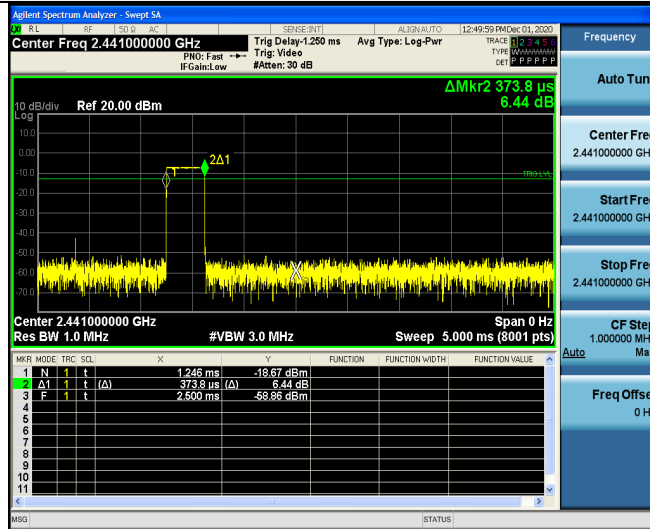 Agilent Spectrum Analyzer - Swept SA
LXI RL RF 50 Ω AC SENSE:INT ALIGN AUTO 12:49:59 PM Dec 01, 2020
Center Freq 2.441000000 GHz
PNO: Fast
IFGain:Low
Trig Delay-1.250 ms
Trig: Video
#Atten: 30 dB
Avg Type: Log-Pwr
TRACE 1 2 3 4 5 6
TYPE
DET P P P P P P
ΔMkr2 373.8 µs
6.44 dB
10 dB/div Ref 20.00 dBm
Log
10.0
0.00
-10.0
-20.0
-30.0
-40.0
-50.0
-60.0
-70.0
1
2Δ1
TRIG LVL
X
Center 2.441000000 GHz Span 0 Hz
Res BW 1.0 MHz #VBW 3.0 MHz Sweep 5.000 ms (8001 pts)
MKR MODE TRC SCL X Y FUNCTION FUNCTION WIDTH FUNCTION VALUE
1 N 1 t 1.246 ms -18.67 dBm
2 Δ1 1 t (Δ) 373.8 µs (Δ) 6.44 dB
3 F 1 t 2.500 ms -58.86 dBm
4
5
6
7
8
9
10
11
MSG STATUS
Frequency
Auto Tun
Center Fre
2.441000000 GH
Start Fre
2.441000000 GH
Stop Fre
2.441000000 GH
CF Step
1.000000 MH
Auto Ma
Freq Offse
0 H